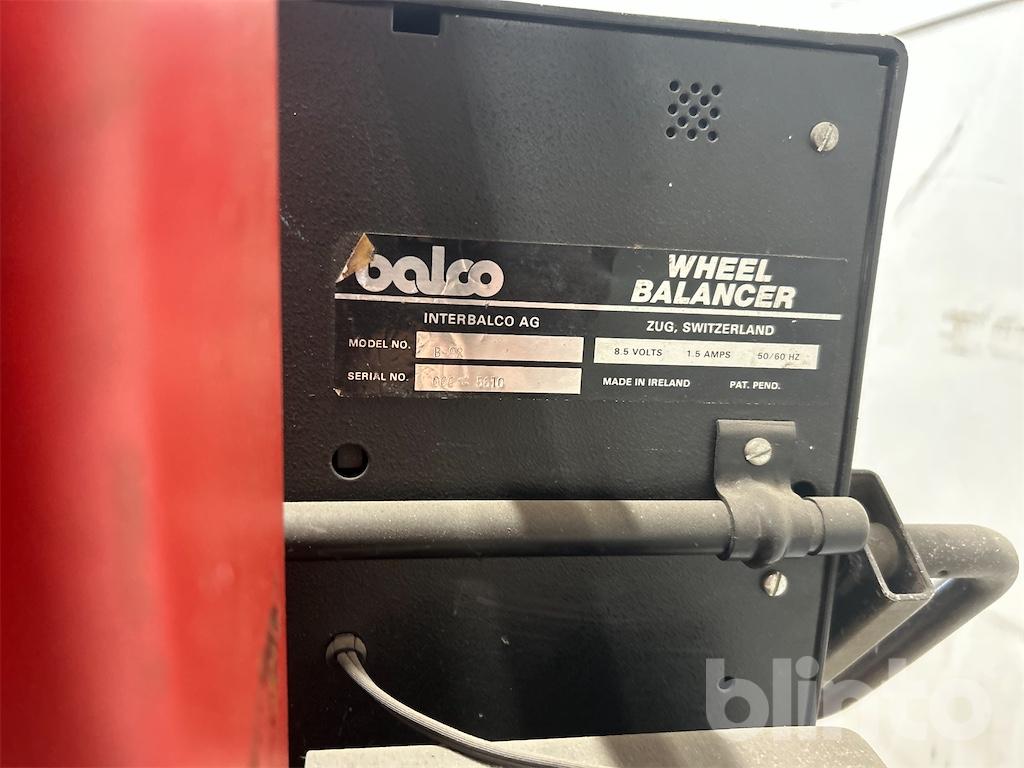 balco
WHEEL
BALANCER
INTERBALCO AG
ZUG, SWITZERLAND
MODEL NO.
8.5 VOLTS 1.5 AMPS 50/60 HZ
SERIAL NO.
MADE IN IRELAND PAT. PEND.
blinto